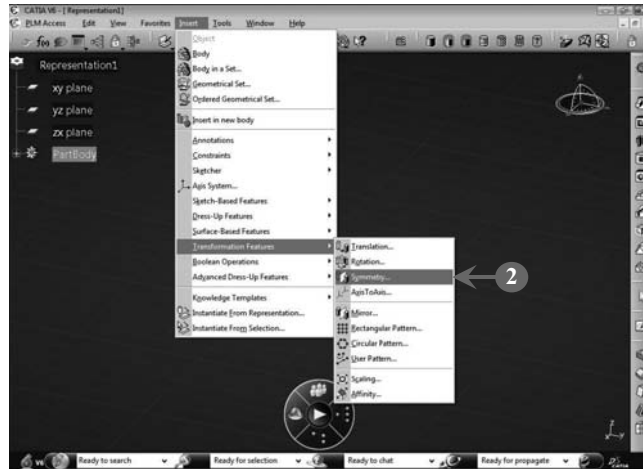 CATIA V6 - [ Representation1]
PLM Access Edit View Favorites Insert Tools Window Help
Representation1
xy plane
yz plane
zx plane
PartBody
Object
Body
Body in a Set...
Geometrical Set...
Ordered Geometrical Set...
Insert in new body
Annotations
Constraints
Sketcher
Axis System...
Sketch-Based Features
Dress-Up Features
Surface-Based Features
Transformation Features
Boolean Operations
Advanced Dress-Up Features
Knowledge Templates
Instantiate From Representation...
Instantiate From Selection...
Translation...
Rotation...
Symmetry...
AxisToAxis...
Mirror...
Rectangular Pattern...
Circular Pattern...
User Pattern...
Scaling...
Affinity...
2
V6 Ready to search Ready for selection Ready to chat Ready for propagate